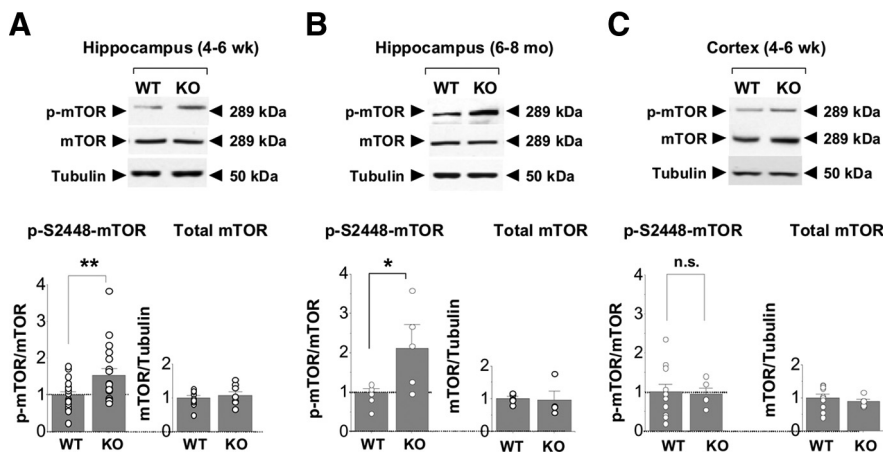 A
Hippocampus (4-6 wk)
WT KO
p-mTOR 289 kDa
mTOR 289 kDa
Tubulin 50 kDa
p-S2448-mTOR Total mTOR
**
p-mTOR/mTOR
4
3
2
1
0
WT KO
mTOR/Tubulin
2
1
0
WT KO
B
Hippocampus (6-8 mo)
WT KO
p-mTOR 289 kDa
mTOR 289 kDa
Tubulin 50 kDa
p-S2448-mTOR Total mTOR
*
p-mTOR/mTOR
4
3
2
1
0
WT KO
mTOR/Tubulin
2
1
0
WT KO
C
Cortex (4-6 wk)
WT KO
p-mTOR 289 kDa
mTOR 289 kDa
Tubulin 50 kDa
p-S2448-mTOR Total mTOR
n.s.
p-mTOR/mTOR
4
3
2
1
0
WT KO
mTOR/Tubulin
2
1
0
WT KO